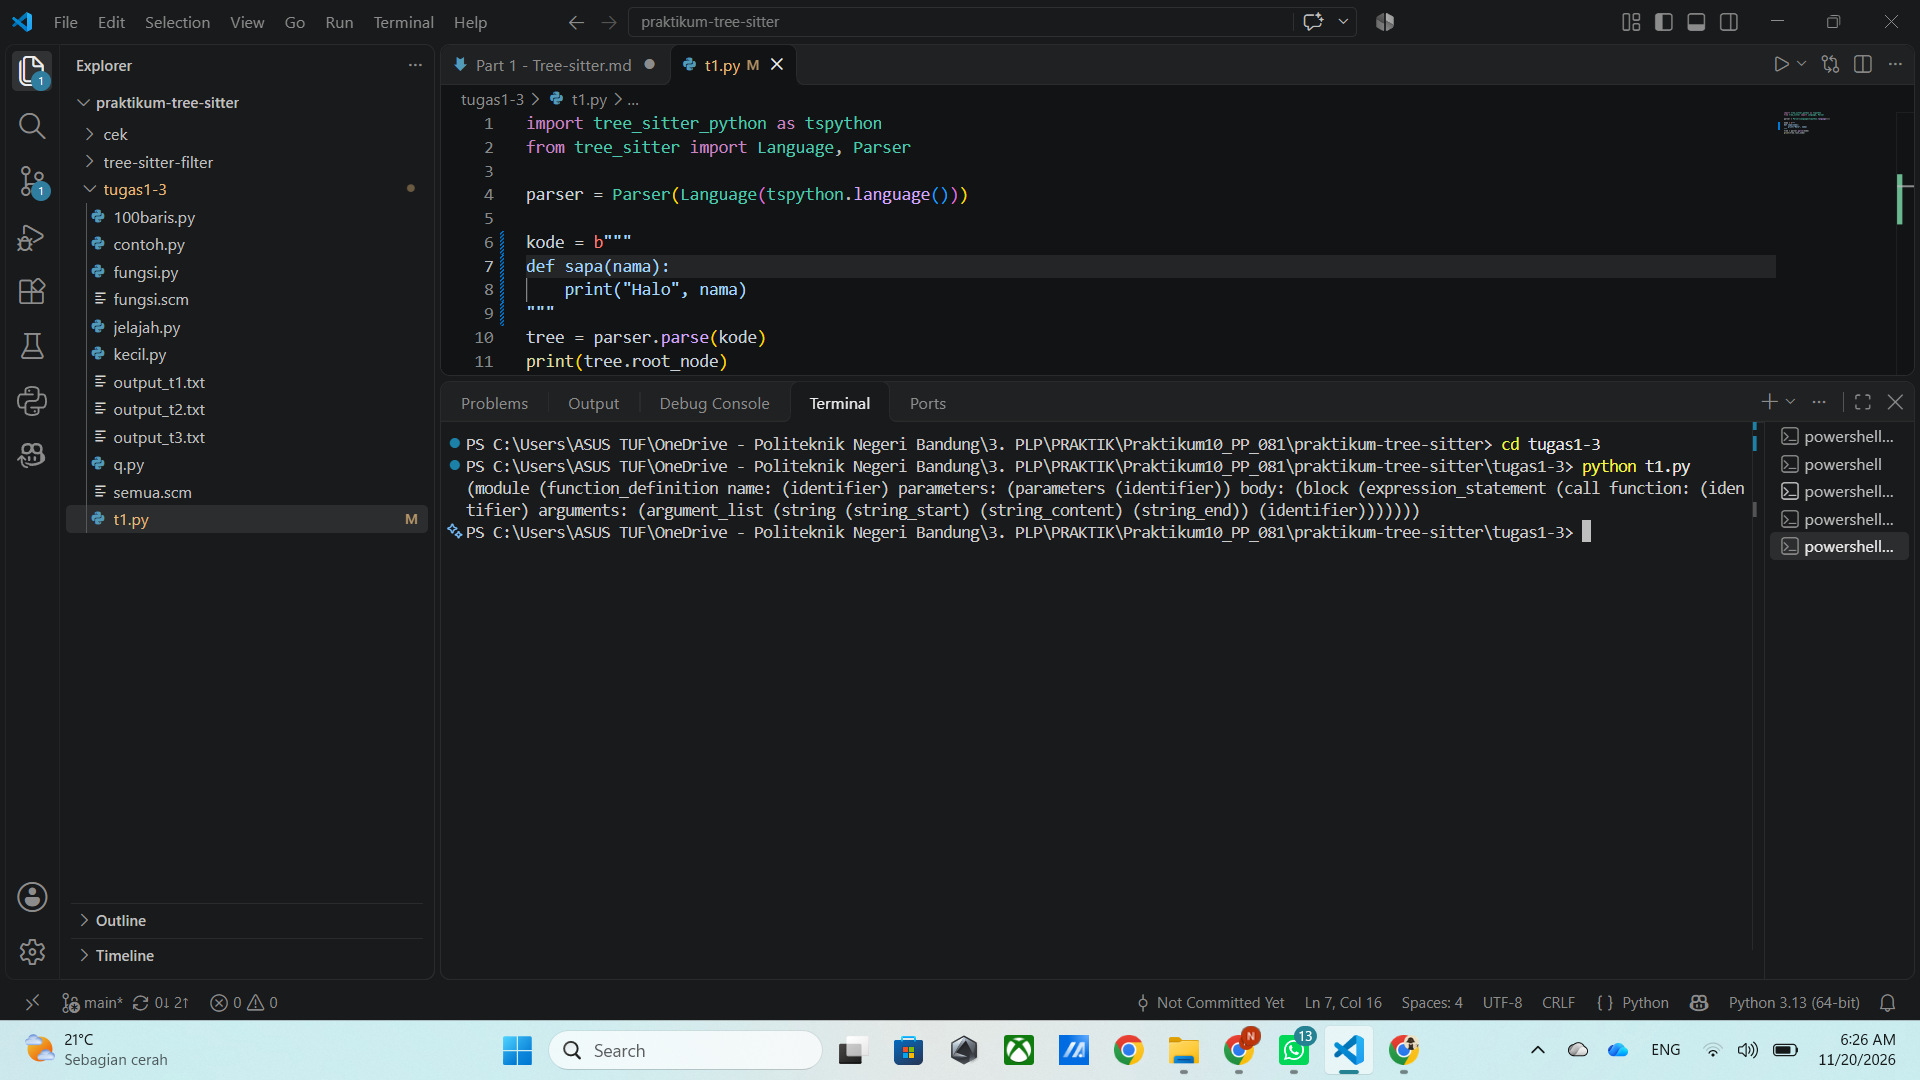 File Edit Selection View Go Run Terminal Help
praktikum-tree-sitter
1
Explorer
praktikum-tree-sitter
cek
tree-sitter-filter
1
tugas1-3
100baris.py
contoh.py
fungsi.py
fungsi.scm
jelajah.py
kecil.py
output_t1.txt
output_t2.txt
output_t3.txt
q.py
semua.scm
t1.py M
Outline
Timeline
Part 1 - Tree-sitter.md
t1.py M
tugas1-3 > t1.py > ...
1 import tree_sitter_python as tspython
2 from tree_sitter import Language, Parser
3
4 parser = Parser(Language(tspython.language()))
5
6 kode = b"""
7 def sapa(nama):
8     print("Halo", nama)
9 """
10 tree = parser.parse(kode)
11 print(tree.root_node)
Problems Output Debug Console Terminal Ports
PS C:\Users\ASUS TUF\OneDrive - Politeknik Negeri Bandung\3. PLP\PRAKTIK\Praktikum10_PP_081\praktikum-tree-sitter> cd tugas1-3
PS C:\Users\ASUS TUF\OneDrive - Politeknik Negeri Bandung\3. PLP\PRAKTIK\Praktikum10_PP_081\praktikum-tree-sitter\tugas1-3> python t1.py
(module (function_definition name: (identifier) parameters: (parameters (identifier)) body: (block (expression_statement (call function: (iden
tifier) arguments: (argument_list (string (string_start) (string_content) (string_end)) (identifier)))))))
PS C:\Users\ASUS TUF\OneDrive - Politeknik Negeri Bandung\3. PLP\PRAKTIK\Praktikum10_PP_081\praktikum-tree-sitter\tugas1-3>
powershell...
powershell
powershell...
powershell...
powershell...
main* 0↓ 2↑ 0 0
Not Committed Yet Ln 7, Col 16 Spaces: 4 UTF-8 CRLF { } Python Python 3.13 (64-bit)
21°C
Sebagian cerah
Search
N
13
ENG
6:26 AM
11/20/2026